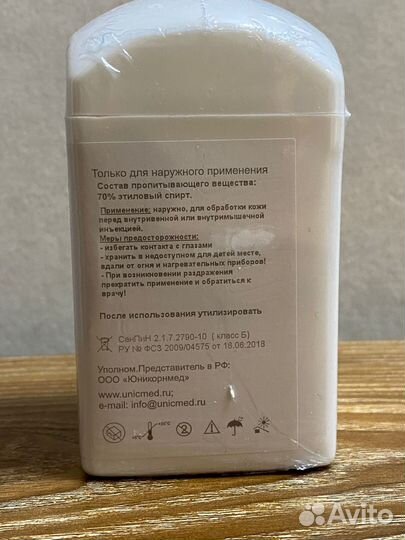 Только для наружного применения
Состав пропитывающего вещества:
70% этиловый спирт.
Применение: наружно, для обработки кожи
перед внутривенной или внутримышечной
инъекцией.
Меры предосторожности:
- избегать контакта с глазами
- хранить в недоступном для детей месте,
вдали от огня и нагревательных приборов!
- При возникновении раздражения
прекратить применение и обратиться к
врачу!
После использования утилизировать
СанПиН 2.1.7.2790-10 ( класс Б)
РУ № ФСЗ 2009/04575 от 18.06.2018
Уполном.Представитель в РФ:
ООО «Юникорнмед»
www.unicmed.ru;
e-mail: info@unicmed.ru
Avito